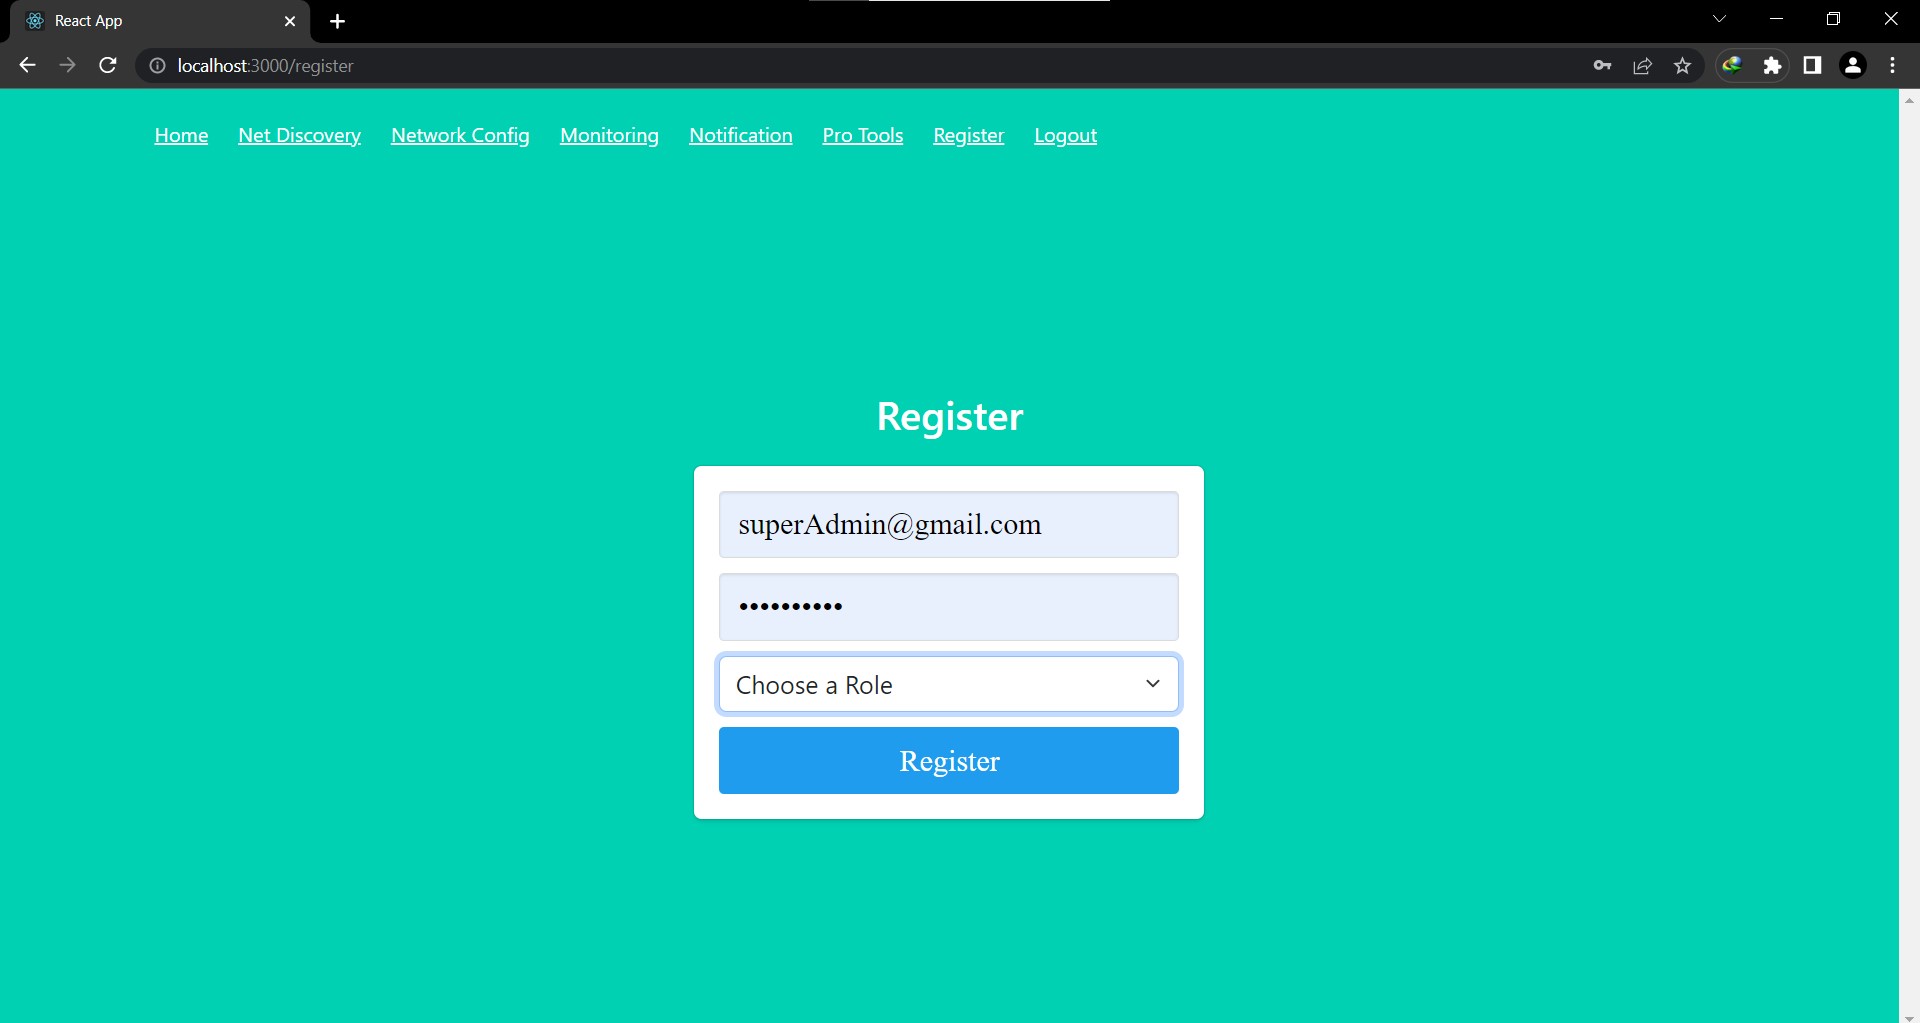 React App
localhost:3000/register
Home Net Discovery Network Config Monitoring Notification Pro Tools Register Logout
Register
superAdmin@gmail.com
••••••••••
Choose a Role
Register